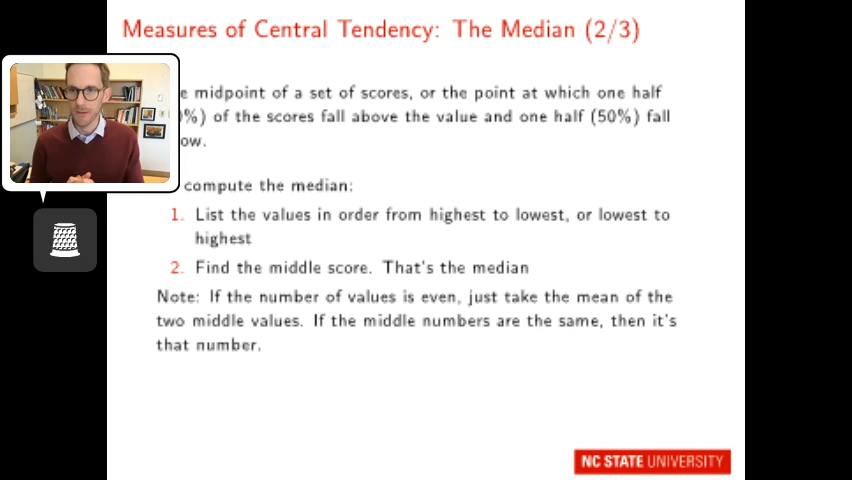 Measures of Central Tendency: The Median (2/3)
midpoint of a set of scores, or the point at which one half
%) of the scores fall above the value and one half (50%) fall
compute the median:
1. List the values in order from highest to lowest, or lowest to
highest
2. Find the middle score. That's the median
Note: If the number of values is even, just take the mean of the
two middle values. If the middle numbers are the same, then it's
that number.
NC STATE UNIVERSITY